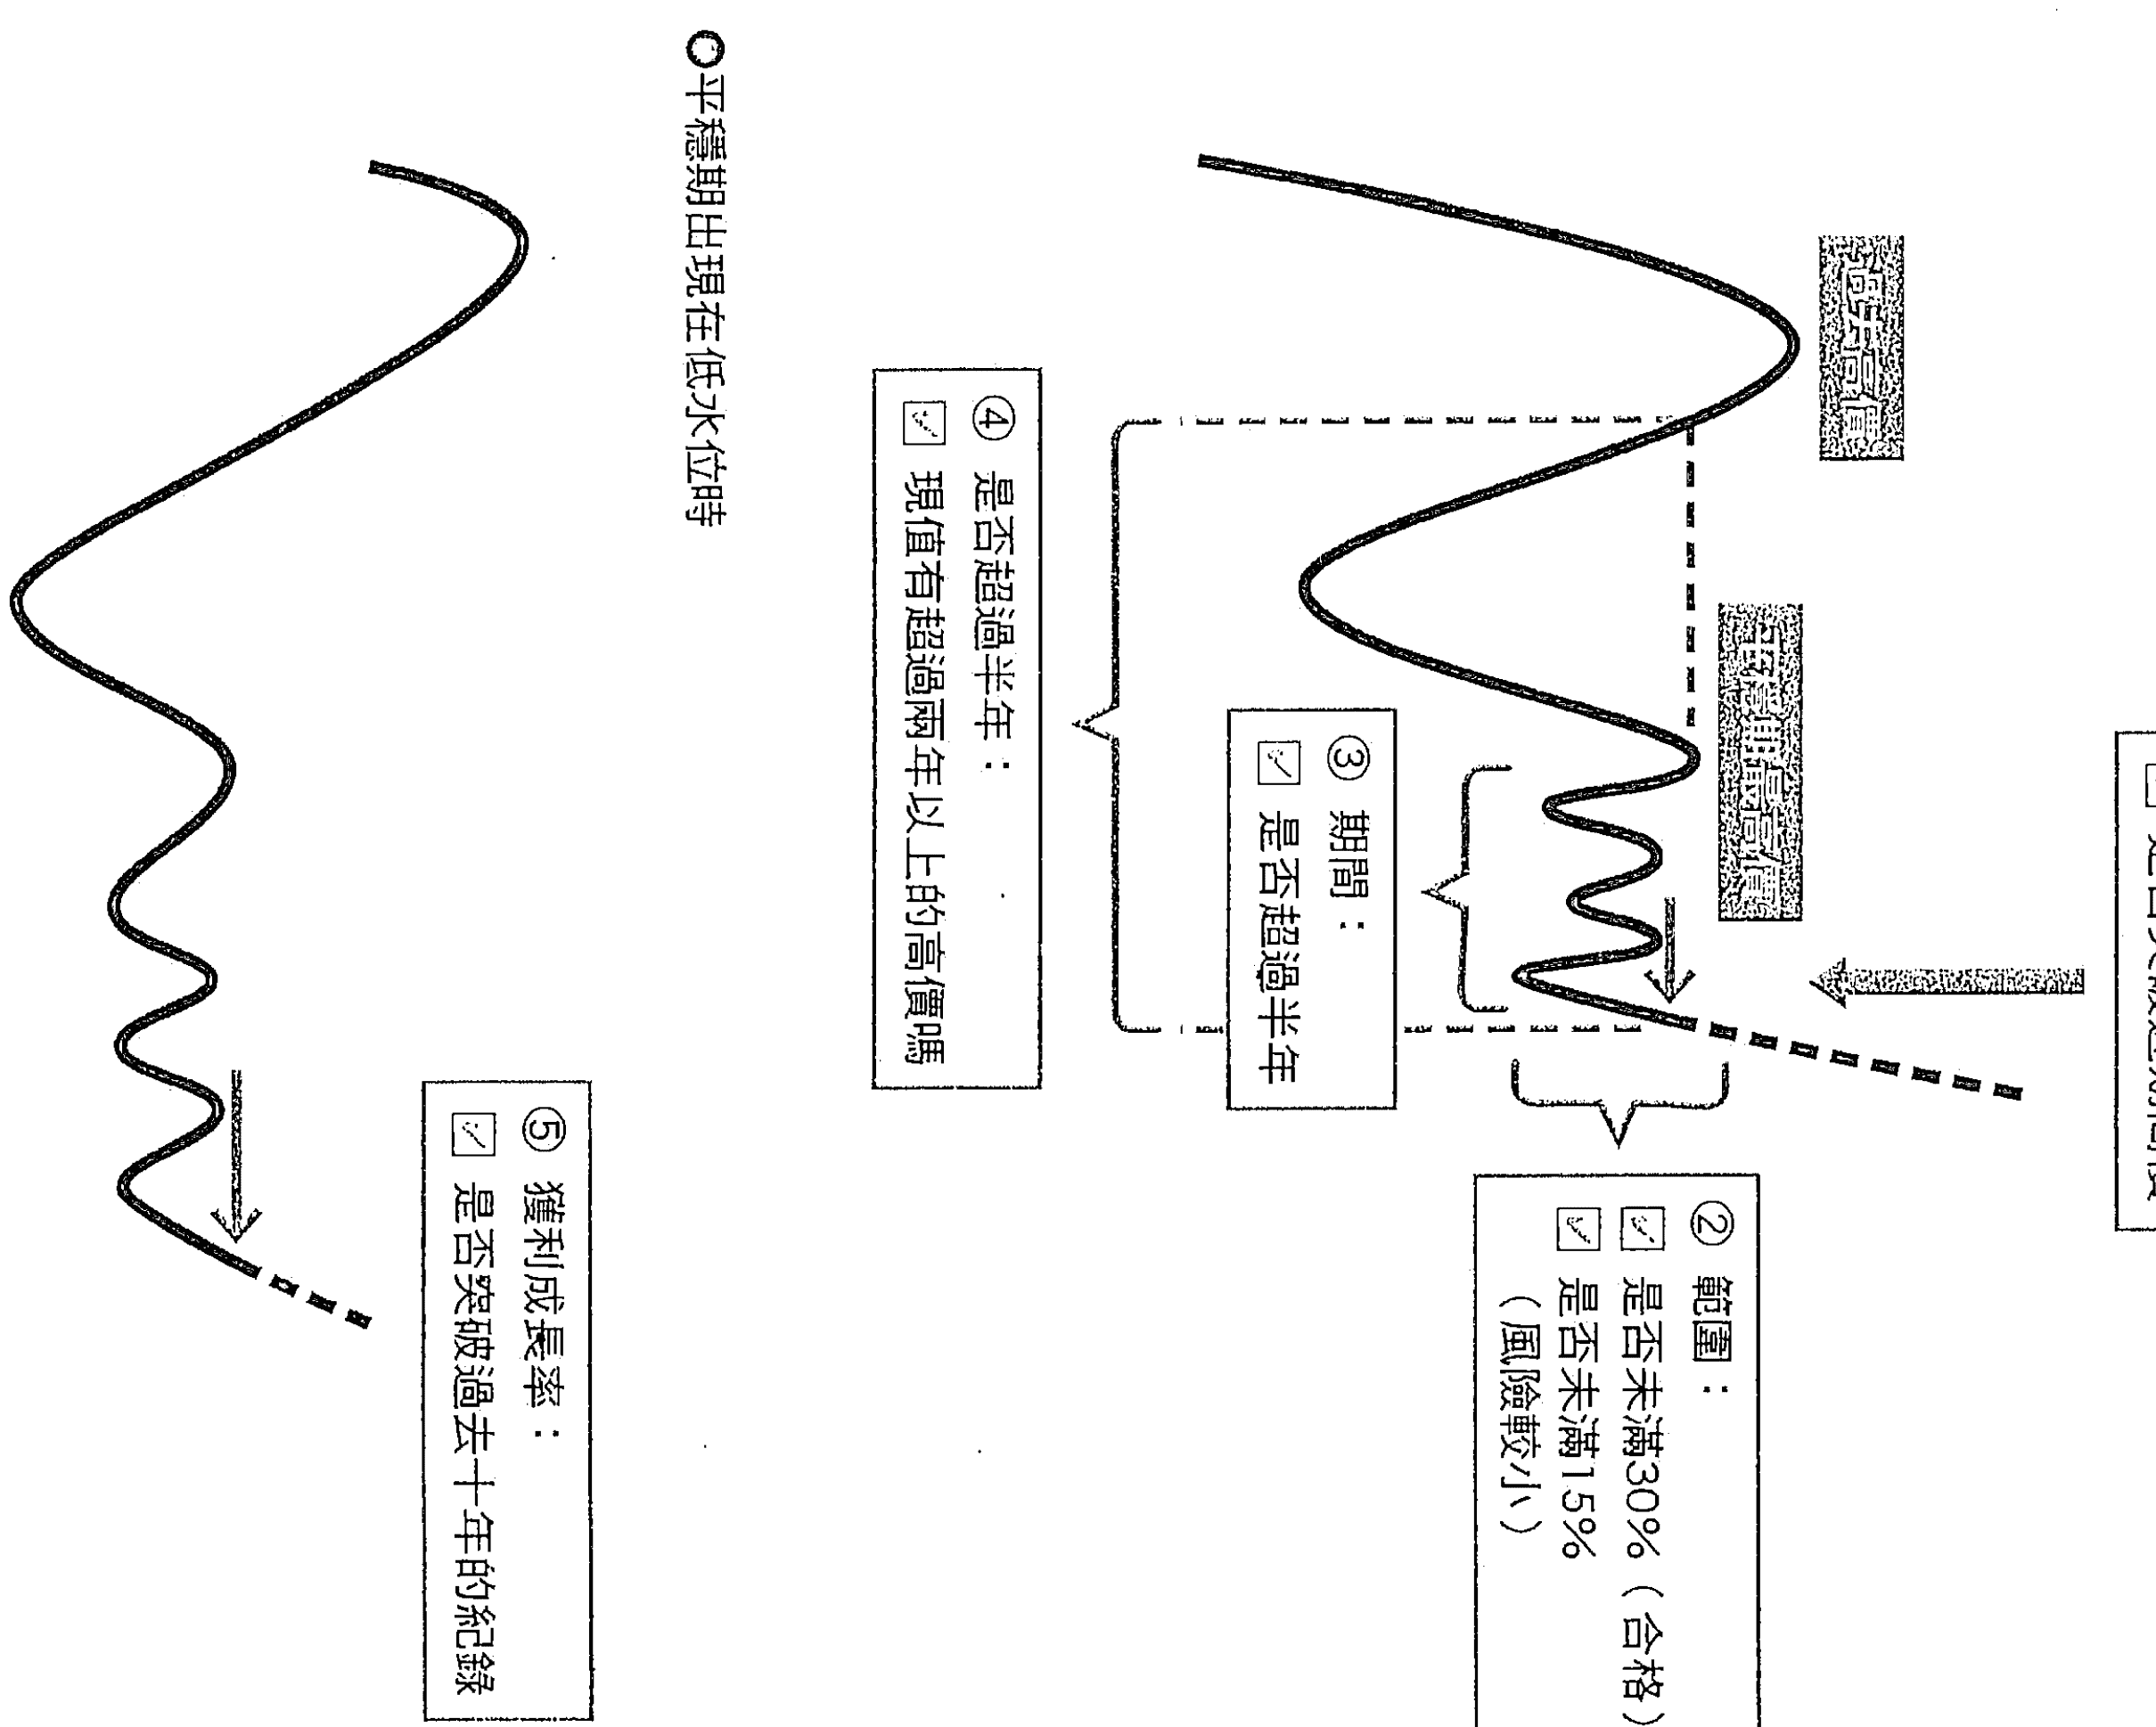 過去高價
平穩期最高價
② 範圍：
是否未滿30%（合格）
是否未滿15%
（風險較小）
③ 期間：
是否超過半年
④ 是否超過半年：
現值有超過兩年以上的高價嗎
○平穩期出現在低水位時
⑤ 獲利成長率：
是否突破過去十年的紀錄